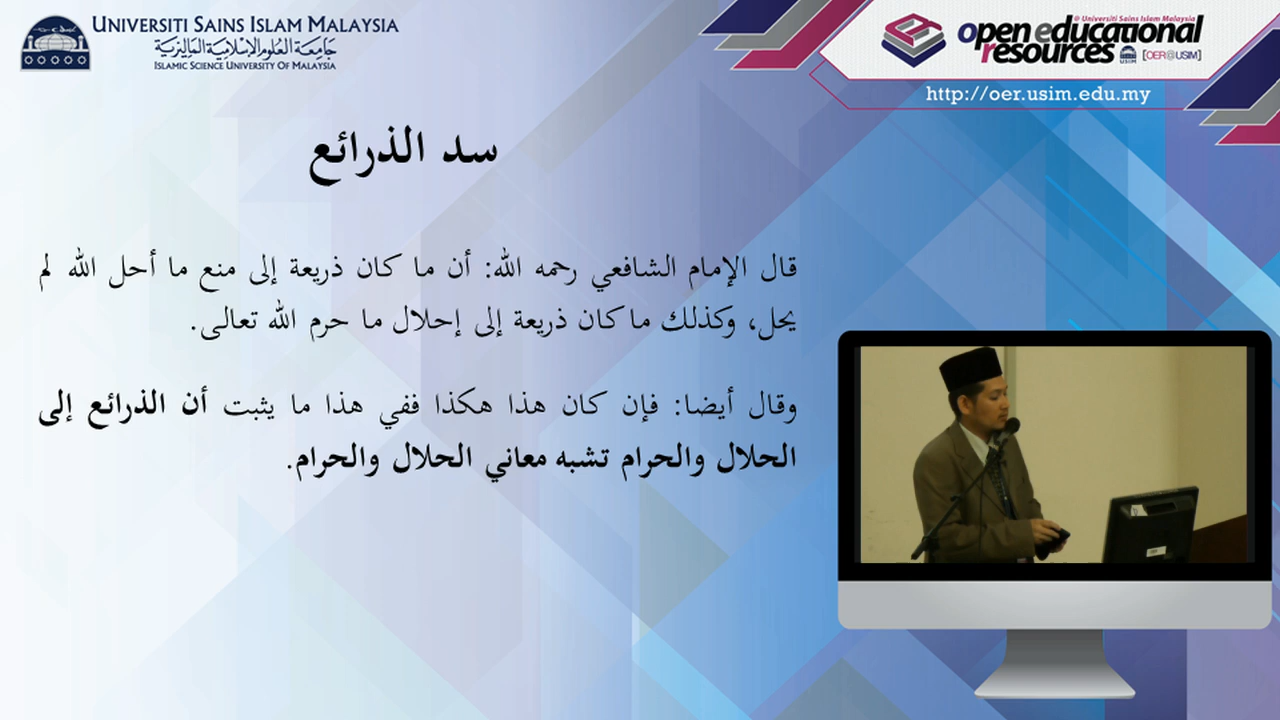 UNIVERSITI SAINS ISLAM MALAYSIA
جامعة العلوم الإسلامية الماليزية
ISLAMIC SCIENCE UNIVERSITY OF MALAYSIA
@ Universiti Sains Islam Malaysia
open educational
resources
USIM
[OER@USIM]
http://oer.usim.edu.my
سد الذرائع
قال الإمام الشافعي رحمه الله: أن ما كان ذريعة إلى منع ما أحل الله لم
يحل، وكذلك ما كان ذريعة إلى إحلال ما حرم الله تعالى.
وقال أيضا: فإن كان هذا هكذا ففي هذا ما يثبت أن الذرائع إلى
الحلال والحرام تشبه معاني الحلال والحرام.